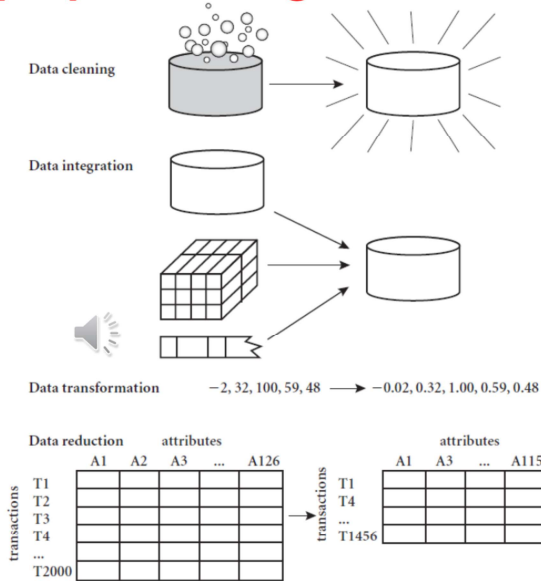 Data cleaning
Data integration
Data transformation −2, 32, 100, 59, 48 −0.02, 0.32, 1.00, 0.59, 0.48
Data reduction attributes
A1 A2 A3 ... A126
transactions
T1
T2
T3
T4
...
T2000
attributes
A1 A3 ... A115
transactions
T1
T4
...
T1456